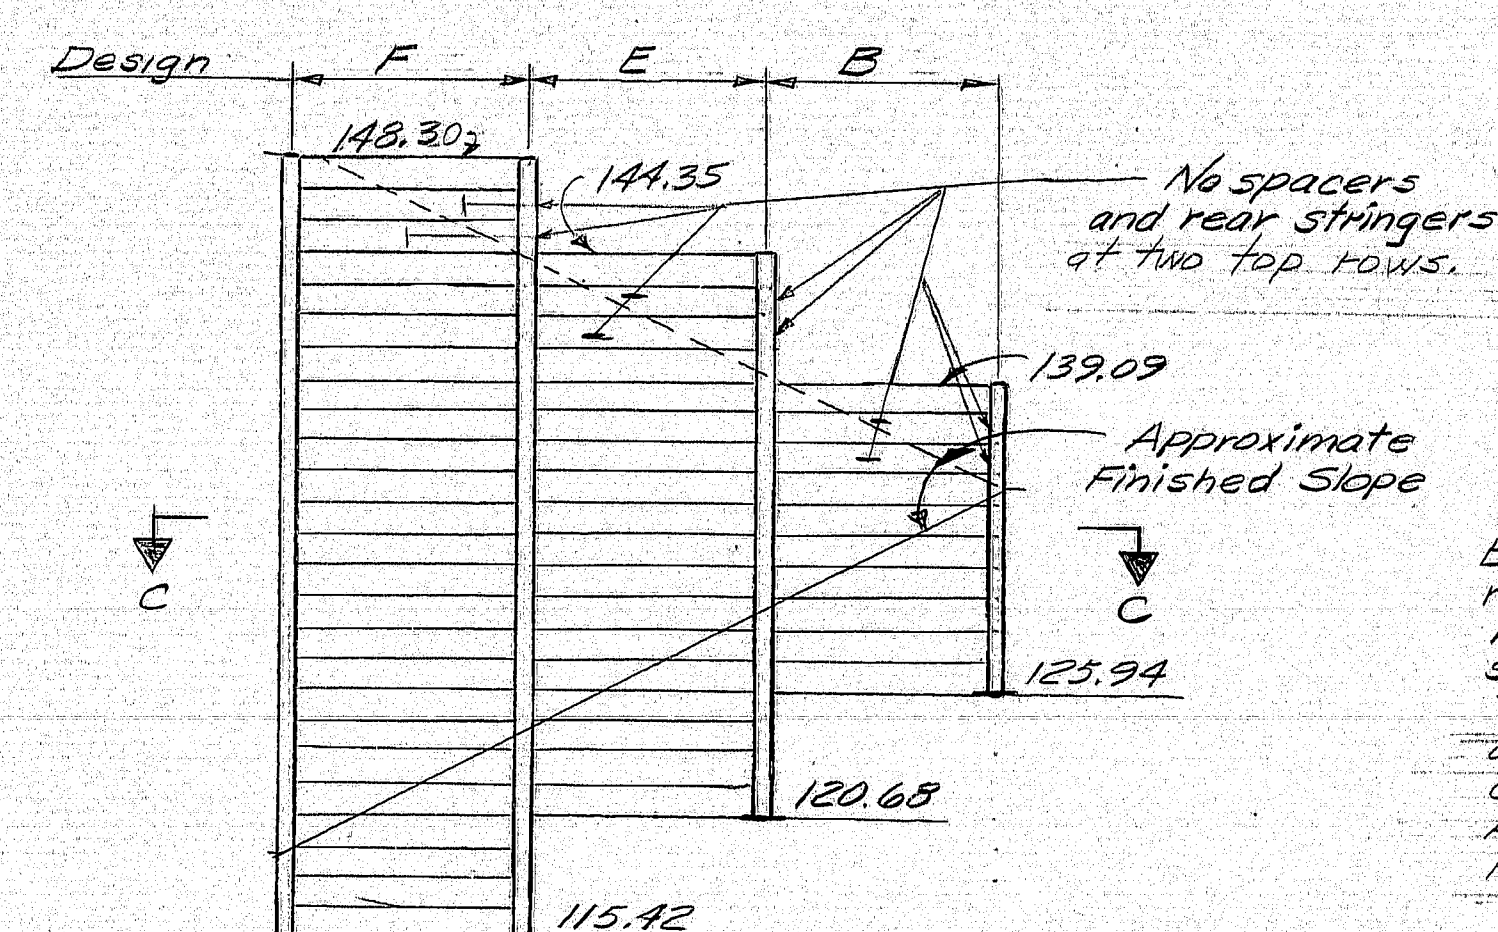 Design F E B
148.30
144.35
No spacers
and rear stringers
at two top rows.
139.09
Approximate
Finished Slope
C
C
125.94
120.68
115.42